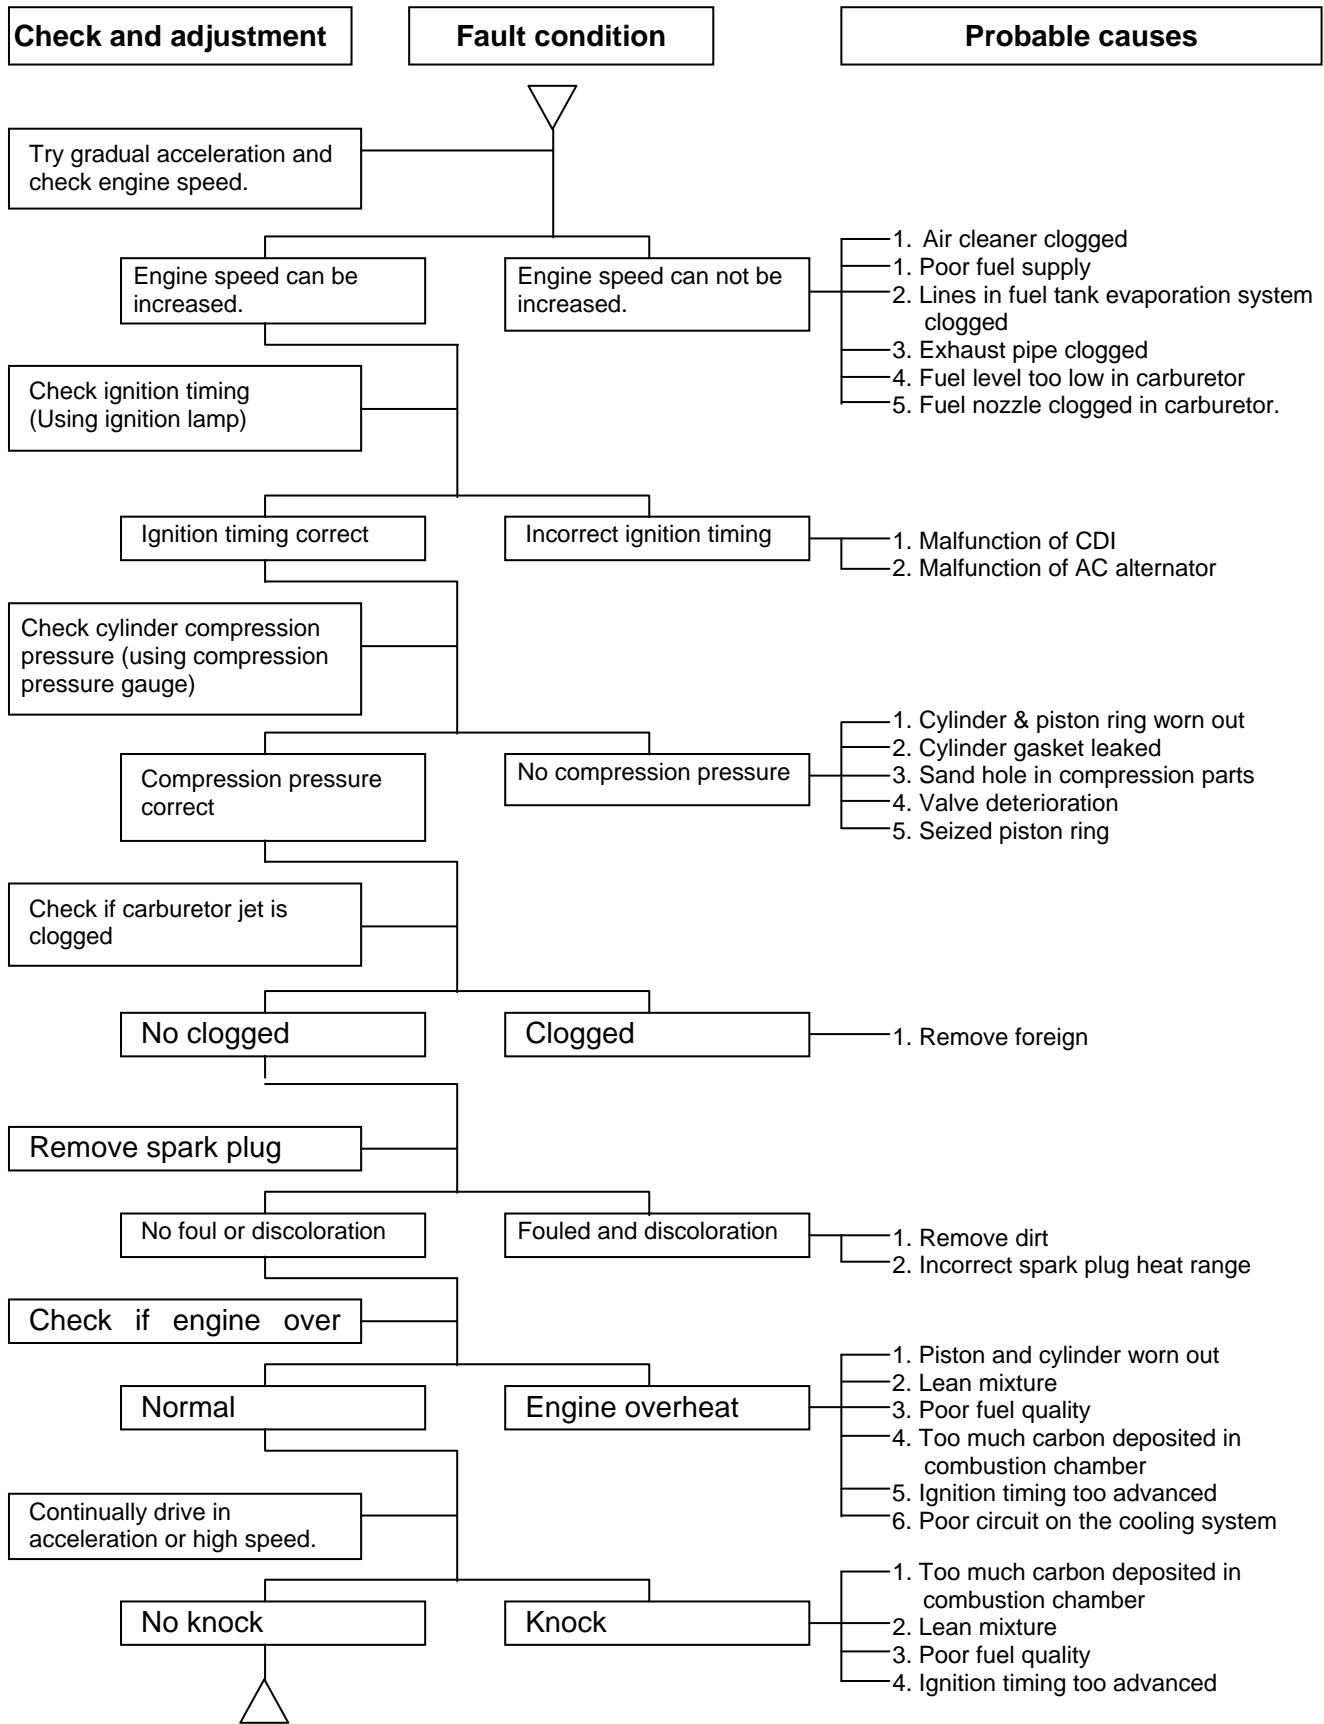 Check and adjustment
Fault condition
Probable causes
Try gradual acceleration and
check engine speed.
Engine speed can be
increased.
Engine speed can not be
increased.
1. Air cleaner clogged
1. Poor fuel supply
2. Lines in fuel tank evaporation system
clogged
3. Exhaust pipe clogged
4. Fuel level too low in carburetor
5. Fuel nozzle clogged in carburetor.
Check ignition timing
(Using ignition lamp)
Ignition timing correct
Incorrect ignition timing
1. Malfunction of CDI
2. Malfunction of AC alternator
Check cylinder compression
pressure (using compression
pressure gauge)
Compression pressure
correct
No compression pressure
1. Cylinder & piston ring worn out
2. Cylinder gasket leaked
3. Sand hole in compression parts
4. Valve deterioration
5. Seized piston ring
Check if carburetor jet is
clogged
No clogged
Clogged
1. Remove foreign
Remove spark plug
No foul or discoloration
Fouled and discoloration
1. Remove dirt
2. Incorrect spark plug heat range
Check if engine over
Normal
Engine overheat
1. Piston and cylinder worn out
2. Lean mixture
3. Poor fuel quality
4. Too much carbon deposited in
combustion chamber
5. Ignition timing too advanced
6. Poor circuit on the cooling system
Continually drive in
acceleration or high speed.
No knock
Knock
1. Too much carbon deposited in
combustion chamber
2. Lean mixture
3. Poor fuel quality
4. Ignition timing too advanced